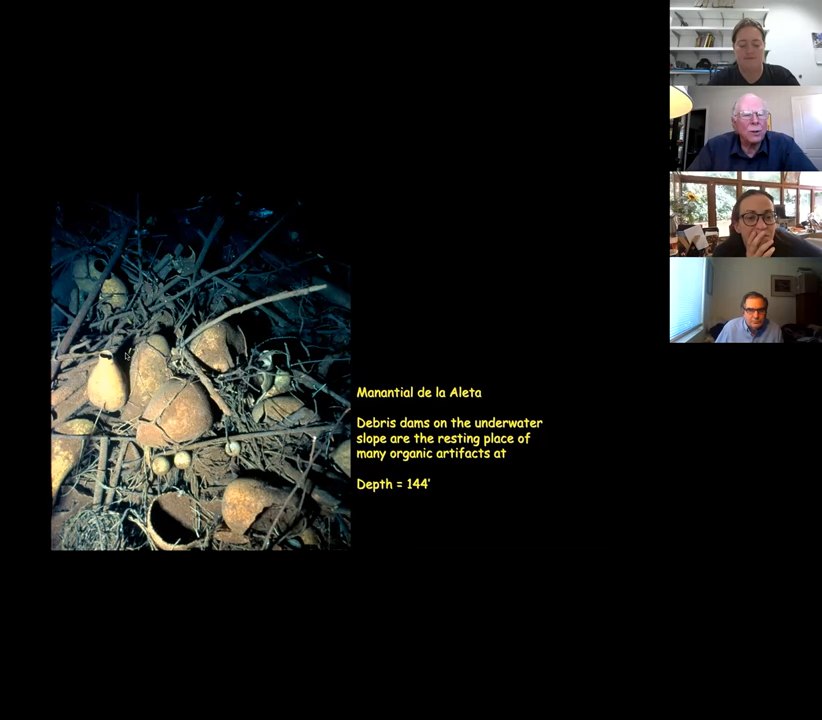 Manantial de la Aleta
Debris dams on the underwater
slope are the resting place of
many organic artifacts at
Depth = 144'